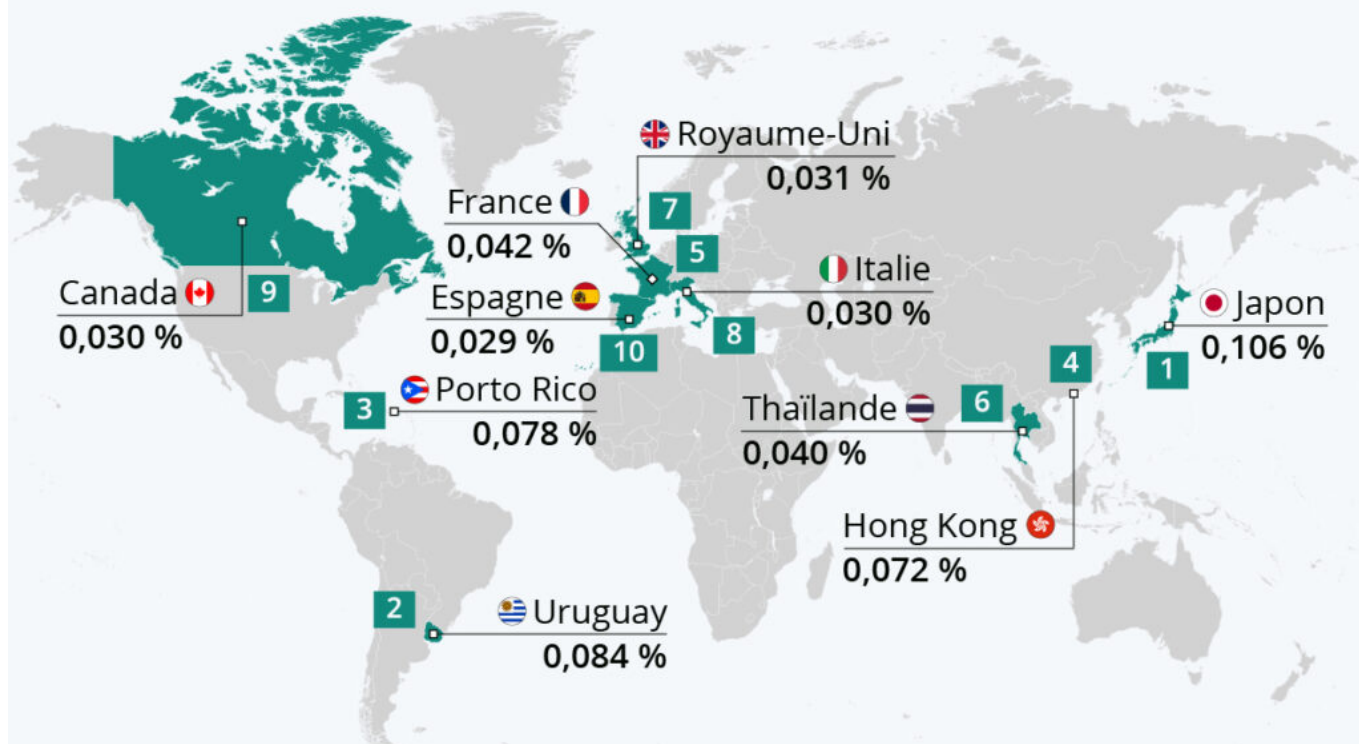 Royaume-Uni
0,031 %
7
France
0,042 %
5
Italie
0,030 %
8
Canada
0,030 %
9
Espagne
0,029 %
10
Japon
0,106 %
1
4
Porto Rico
0,078 %
3
Thaïlande
0,040 %
6
Hong Kong
0,072 %
2
Uruguay
0,084 %